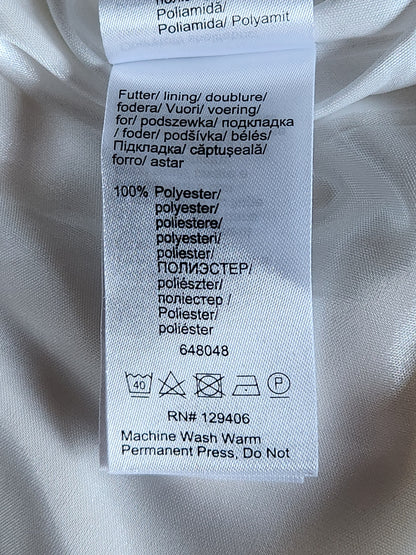 Poliamidă/
Poliamida/ Polyamit
Futter/ lining/ doublure/
fodera/ Vuori/ voering/
for/ podszewka/ подкладка
/ foder/ podšívka/ bélés/
Підкладка/ căptușeală/
forro/ astar
100% Polyester/
polyester/
poliestere/
polyesteri/
poliester/
ПОЛИЭСТЕР/
poliészter/
поліестер /
Poliester/
poliéster
648048
40
P
RN# 129406
Machine Wash Warm
Permanent Press, Do Not